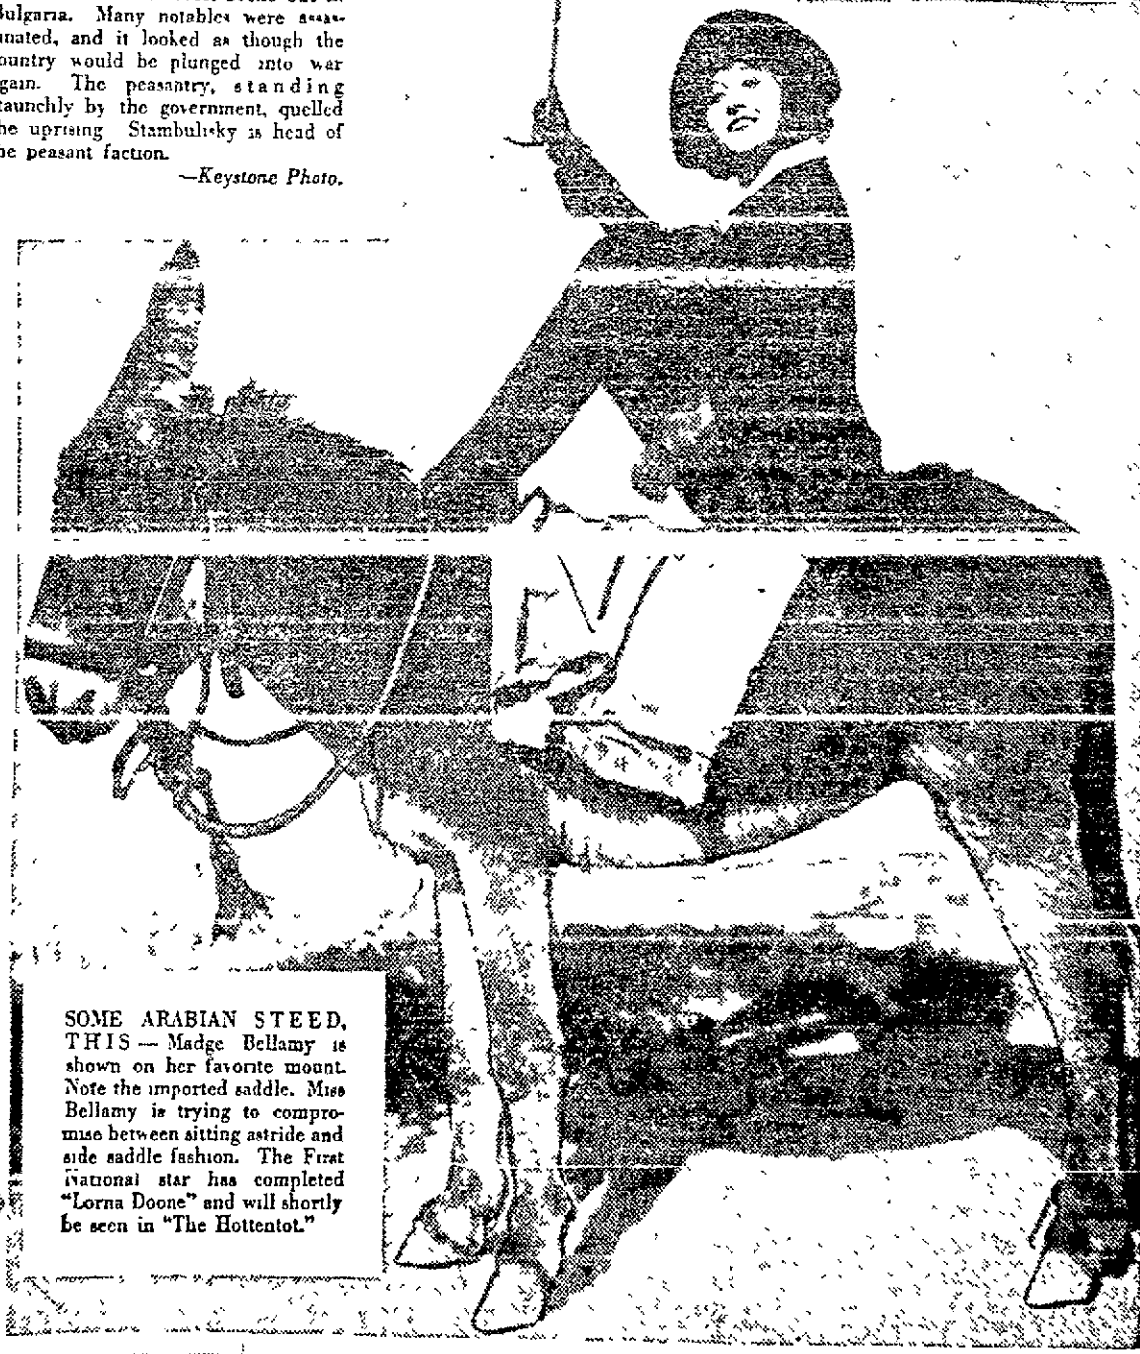 Bulgaria. Many notables were assas-
inated, and it looked as though the
ountry would be plunged into war
gain. The peasantry, standing
taunchly by the government, quelled
he uprising Stambulisky is head of
he peasant faction.
—Keystone Photo.
SOME ARABIAN STEED,
THIS — Madge Bellamy is
shown on her favorite mount.
Note the imported saddle. Miss
Bellamy is trying to compro-
mise between sitting astride and
side saddle fashion. The First
National star has completed
"Lorna Doone" and will shortly
be seen in "The Hottentot."